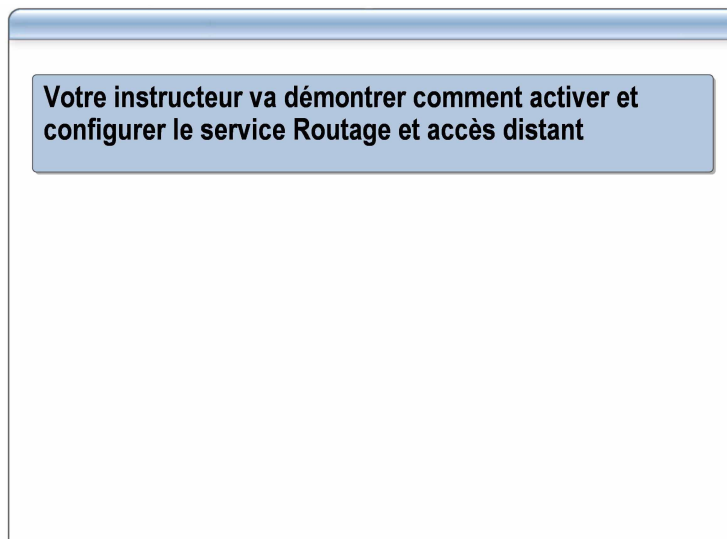 Votre instructeur va démontrer comment activer et
configurer le service Routage et accès distant